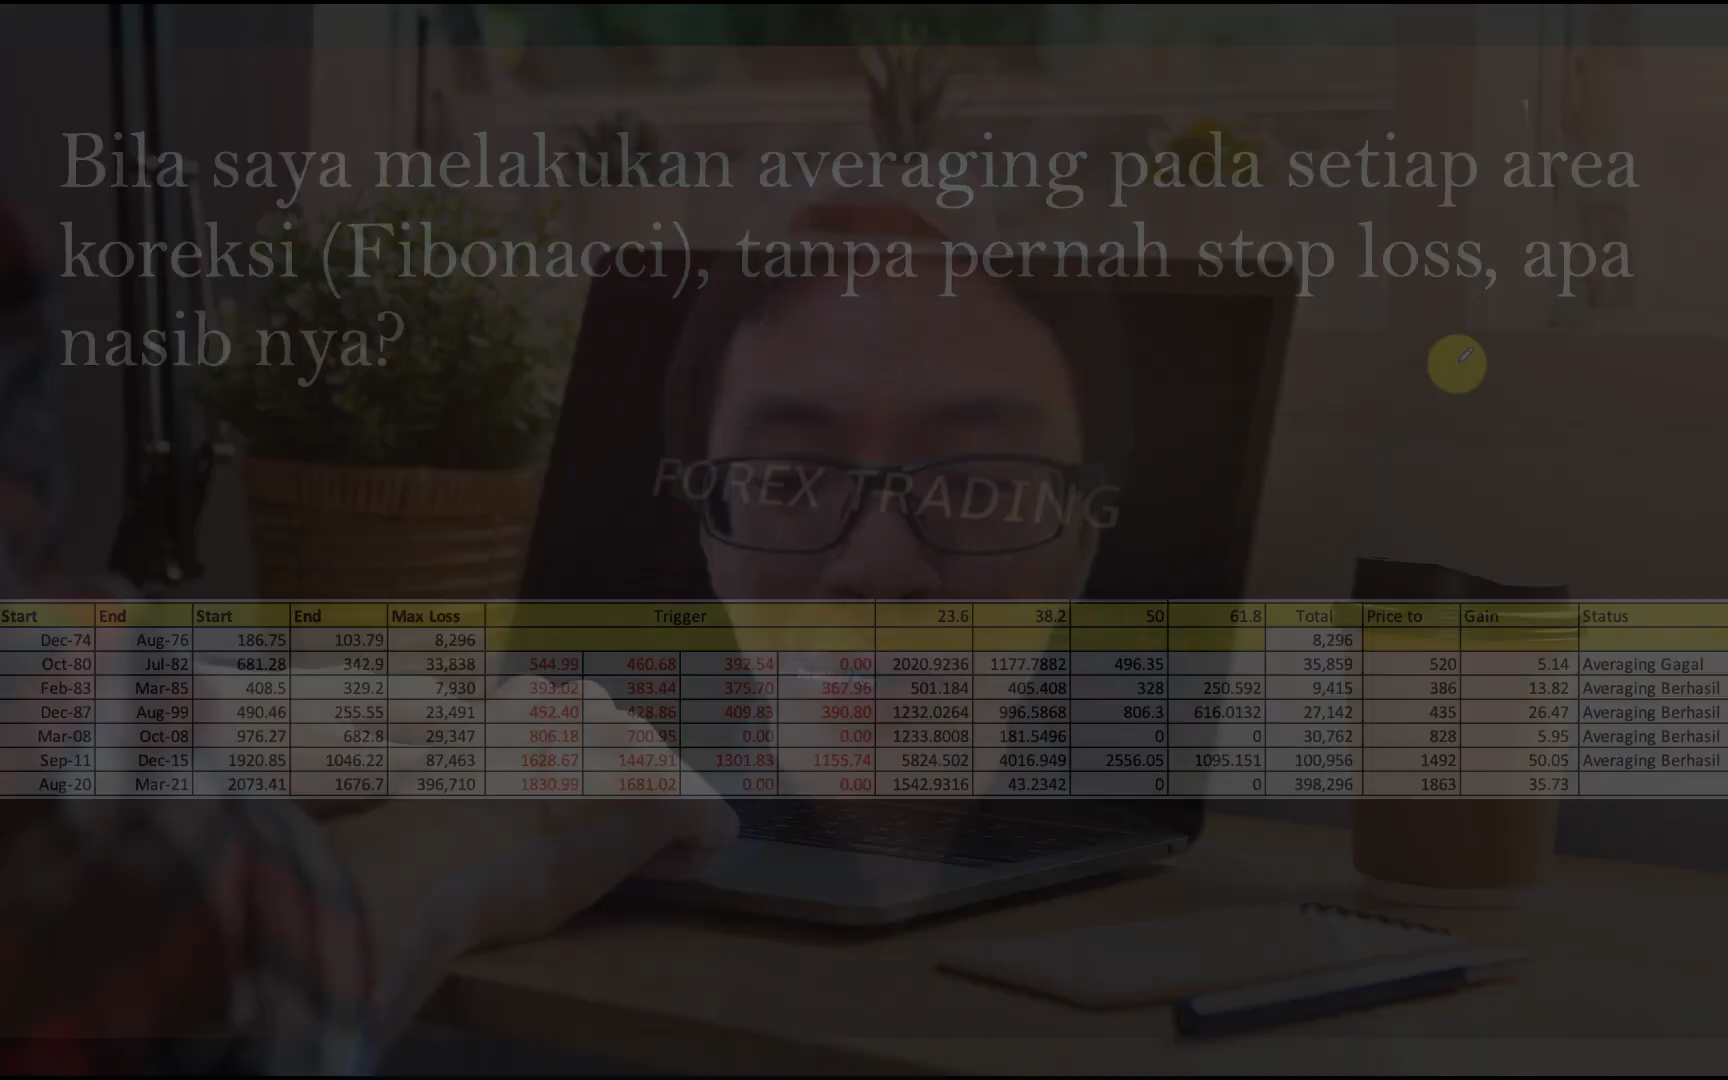 Bila saya melakukan averaging pada setiap area
koreksi (Fibonacci), tanpa pernah stop loss, apa
nasib nya?
FOREX TRADING
Start End Start End Max Loss Trigger 23.6 38.2 50 61.8 Total Price to Gain Status
Dec-74 Aug-76 186.75 103.79 8,296 8,296
Oct-80 Jul-82 681.28 342.9 33,838 544.99 460.68 392.54 0.00 2020.9236 1177.7882 496.35 35,859 520 5.14 Averaging Gagal
Feb-83 Mar-85 408.5 329.2 7,930 393.02 383.44 375.70 367.96 501.184 405.408 328 250.592 9,415 386 13.82 Averaging Berhasil
Dec-87 Aug-99 490.46 255.55 23,491 452.40 428.86 409.83 390.80 1232.0264 996.5868 806.3 616.0132 27,142 435 26.47 Averaging Berhasil
Mar-08 Oct-08 976.27 682.8 29,347 806.18 700.95 0.00 0.00 1233.8008 181.5496 0 0 30,762 828 5.95 Averaging Berhasil
Sep-11 Dec-15 1920.85 1046.22 87,463 1628.67 1447.91 1301.83 1155.74 5824.502 4016.949 2556.05 1095.151 100,956 1492 50.05 Averaging Berhasil
Aug-20 Mar-21 2073.41 1676.7 396,710 1830.99 1681.02 0.00 0.00 1542.9316 43.2342 0 0 398,296 1863 35.73